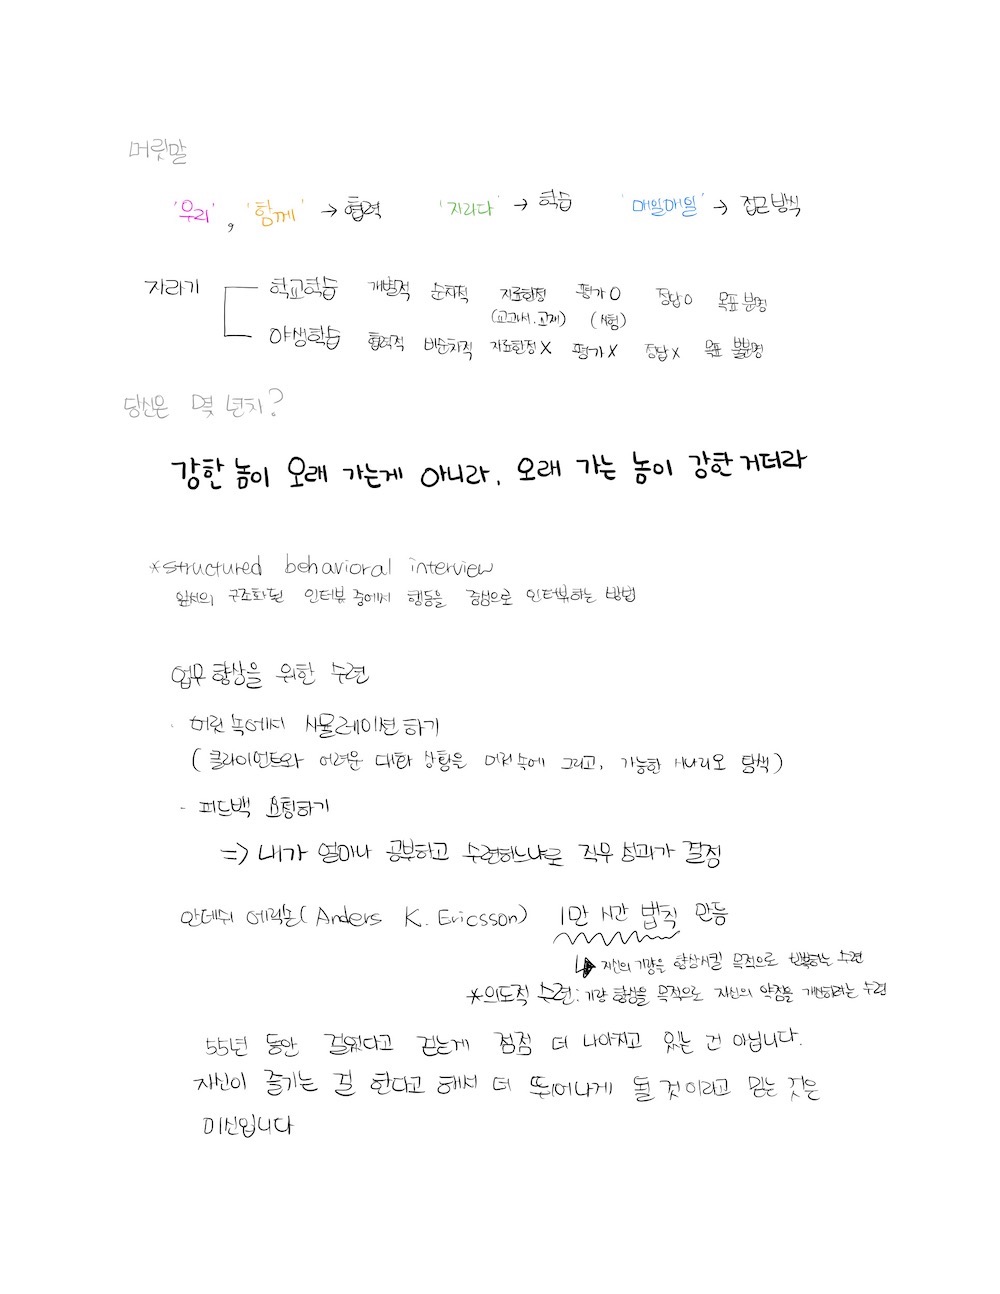 머릿말
'우리', '함께' → 협력 '자라다' → 학습 '매일매일' → 접근 방식
자라기 학교학습 개별적 순차적 자료한정 평가 O 정답 O 목표 분명
(교과서, 교재) (시험)
야생학습 협력적 비순차적 자료한정 X 평가 X 정답 X 목표 불분명
당신은 몇 년차?
강한 놈이 오래 가는게 아니라, 오래 가는 놈이 강한 거더라
*structured behavioral interview
일처리 구조화된 인터뷰 중에서 행동을 중점으로 인터뷰하는 방법
업무 향상을 위한 수련
· 머릿 속에서 시뮬레이션 하기
( 클라이언트와 어려운 대화 상황을 머릿속에 그리고, 가능한 시나리오 탐색 )
· 피드백 요청하기
=> 내가 얼마나 공부하고 수련하느냐로 직무 성과가 결정
안데쉬 에릭손(Anders K. Ericsson) 1만 시간 법칙 만듬
↳ 자신의 기량을 향상시킬 목적으로 반복하는 수련
*의도적 수련: 기량 향상을 목적으로 자신의 약점을 개선하려는 수련
55년 동안 걸었다고 걷는게 점점 더 나아지고 있는 건 아닙니다.
자신이 즐기는 걸 한다고 해서 더 뛰어나게 될 것이라고 믿는 것은
미신입니다